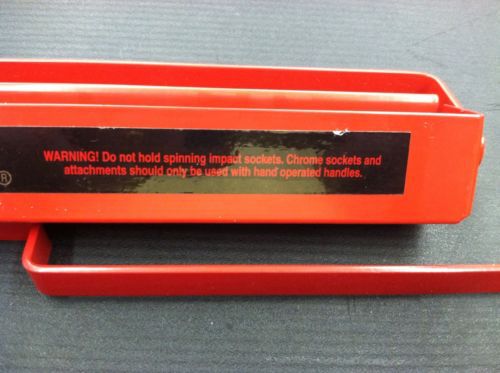 WARNING! Do not hold spinning impact sockets. Chrome sockets and
attachments should only be used with hand operated handles.
®